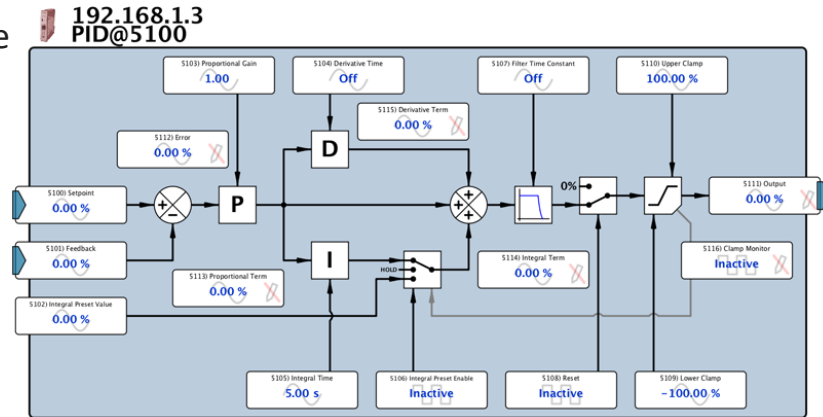 192.168.1.3
e PID@5100
5103) Proportional Gain
1.00
5104) Derivative Time
Off
5107) Filter Time Constant
Off
5110) Upper Clamp
100.00 %
5115) Derivative Term
0.00 %
5112) Error
0.00 %
D
5100) Setpoint
0.00 %
+
−
P
+
+
+
0%
5111) Output
0.00 %
5101) Feedback
0.00 %
I
HOLD
5114) Integral Term
0.00 %
5116) Clamp Monitor
Inactive
5113) Proportional Term
0.00 %
5102) Integral Preset Value
0.00 %
5105) Integral Time
5.00 s
5106) Integral Preset Enable
Inactive
5108) Reset
Inactive
5109) Lower Clamp
-100.00 %